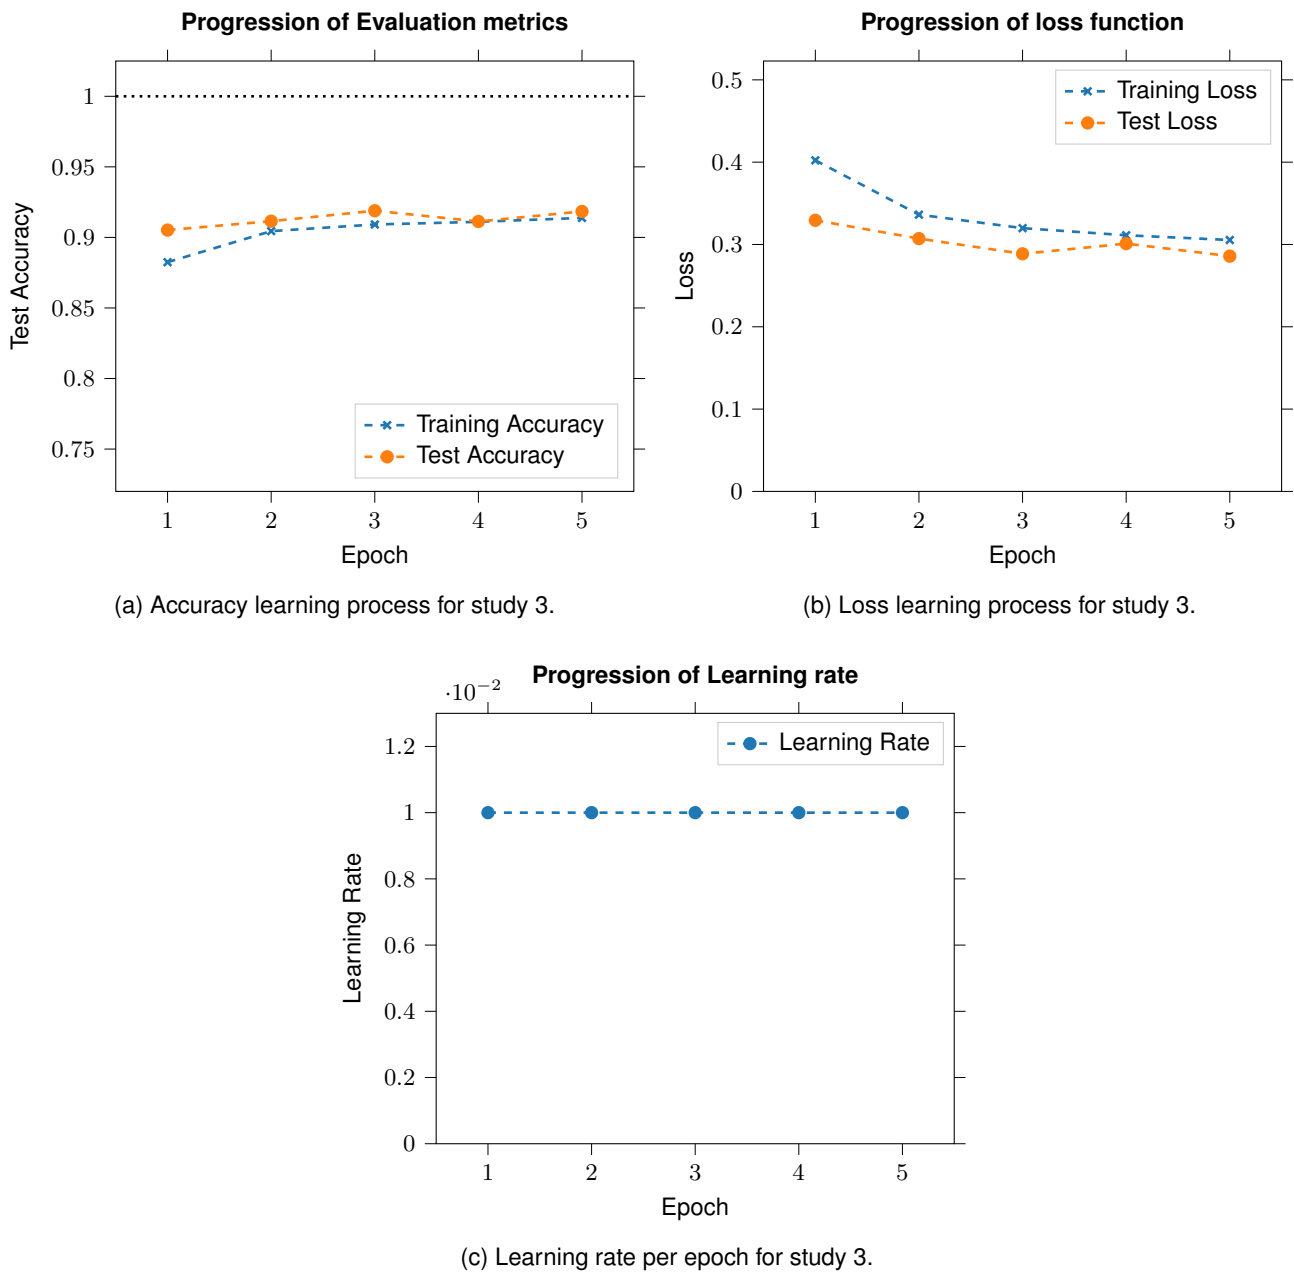 Progression of Evaluation metrics
1
0.95
0.9
0.85
0.8
0.75
Test Accuracy
Training Accuracy
Test Accuracy
1 2 3 4 5
Epoch
(a) Accuracy learning process for study 3.
Progression of loss function
0.5
0.4
0.3
0.2
0.1
0
Loss
Training Loss
Test Loss
1 2 3 4 5
Epoch
(b) Loss learning process for study 3.
Progression of Learning rate
·10⁻²
1.2
1
0.8
0.6
0.4
0.2
0
Learning Rate
Learning Rate
1 2 3 4 5
Epoch
(c) Learning rate per epoch for study 3.